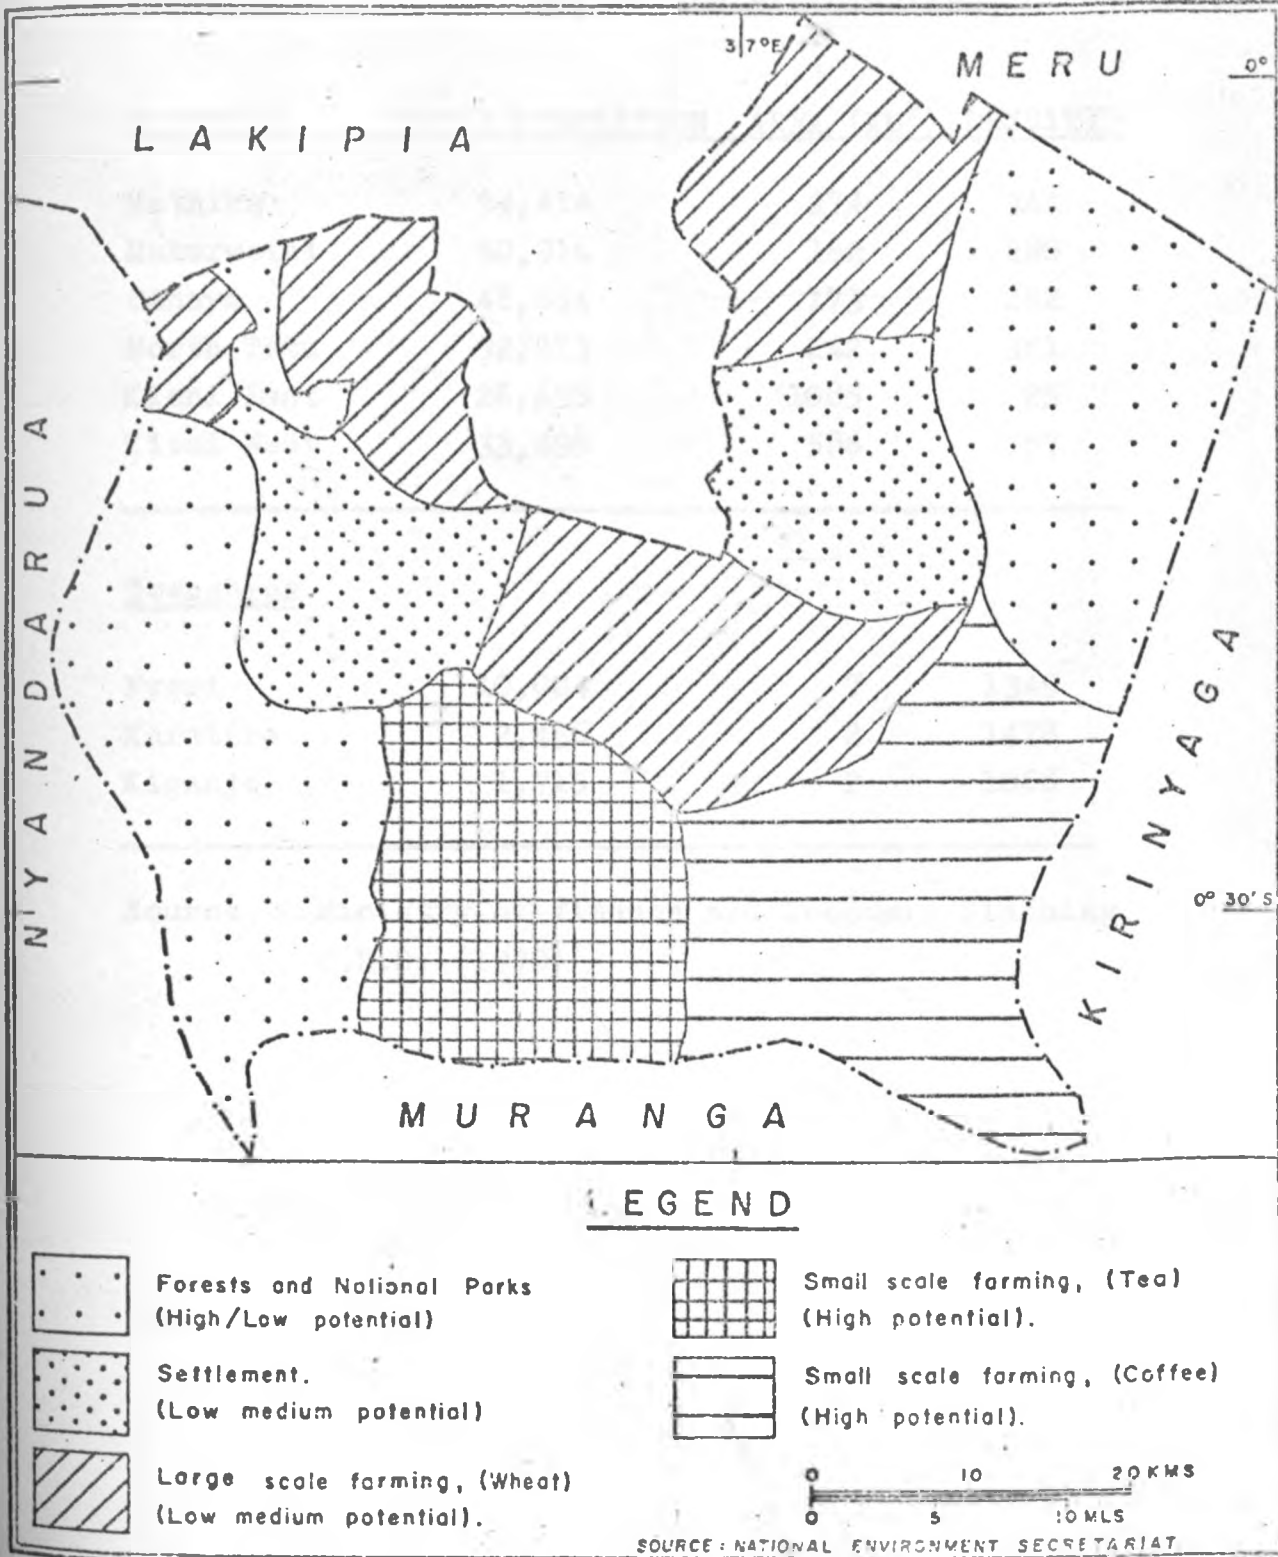 37°E
MERU
0°
LAKIPIA
NYANDARUA
KIRINYAGA
0° 30'S
MURANGA
LEGEND
Forests and National Parks
(High/Low potential)
Settlement.
(Low medium potential)
Large scale farming, (Wheat)
(Low medium potential).
Small scale farming, (Tea)
(High potential).
Small scale farming, (Coffee)
(High potential).
0 10 20 KMS
0 5 10 MLS
SOURCE: NATIONAL ENVIRONMENT SECRETARIAT